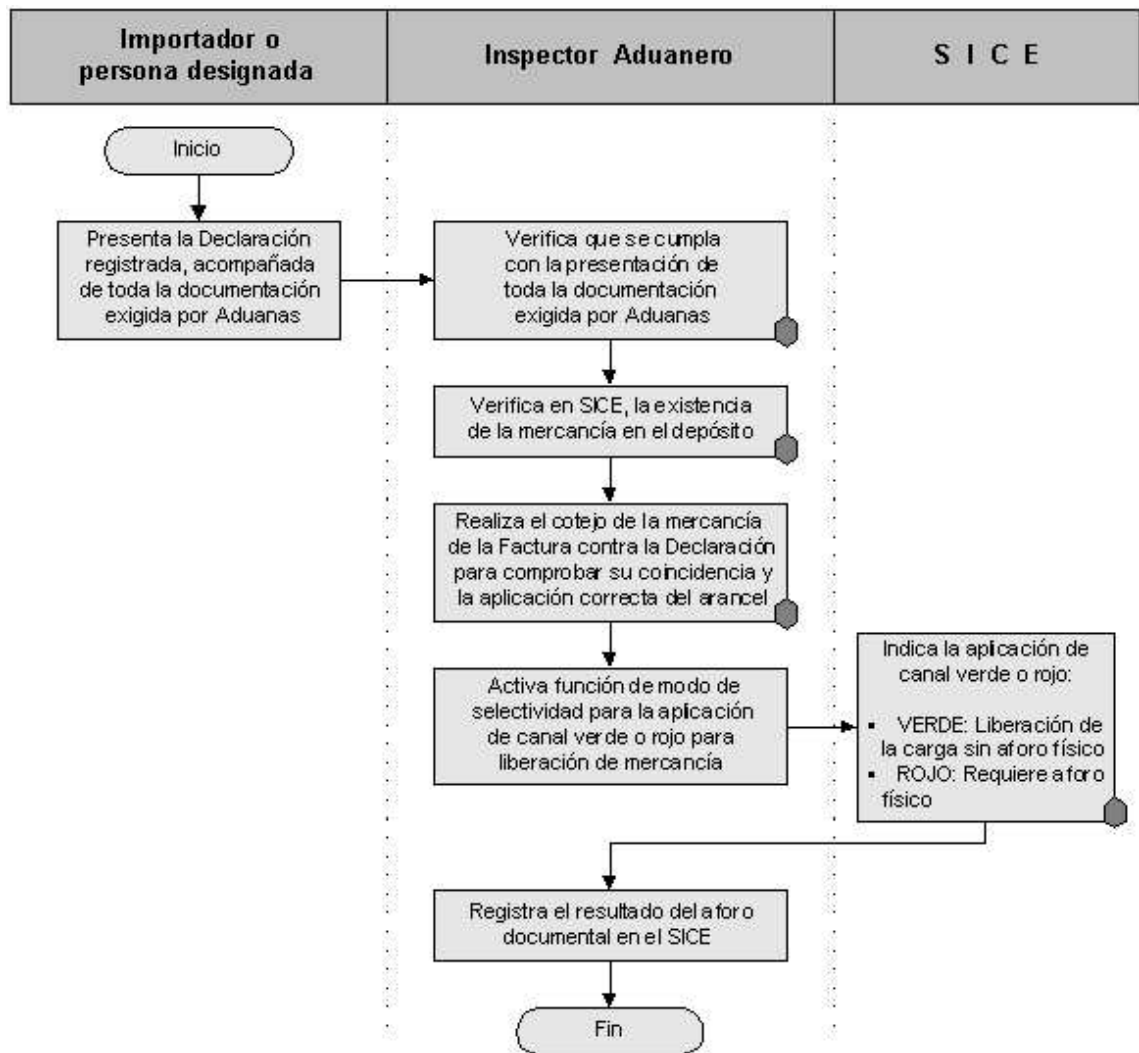 Importador o
persona designada
Inspector Aduanero
S I C E
Inicio
Presenta la Declaración
registrada, acompañada
de toda la documentación
exigida por Aduanas
Verifica que se cumpla
con la presentación de
toda la documentación
exigida por Aduanas
Verifica en SICE, la existencia
de la mercancía en el depósito
Realiza el cotejo de la mercancía
de la Factura contra la Declaración
para comprobar su coincidencia y
la aplicación correcta del arancel
Activa función de modo de
selectividad para la aplicación
de canal verde o rojo para
liberación de mercancía
Indica la aplicación de
canal verde o rojo:
▪ VERDE: Liberación de
la carga sin aforo físico
▪ ROJO: Requiere aforo
físico
Registra el resultado del aforo
documental en el SICE
Fin